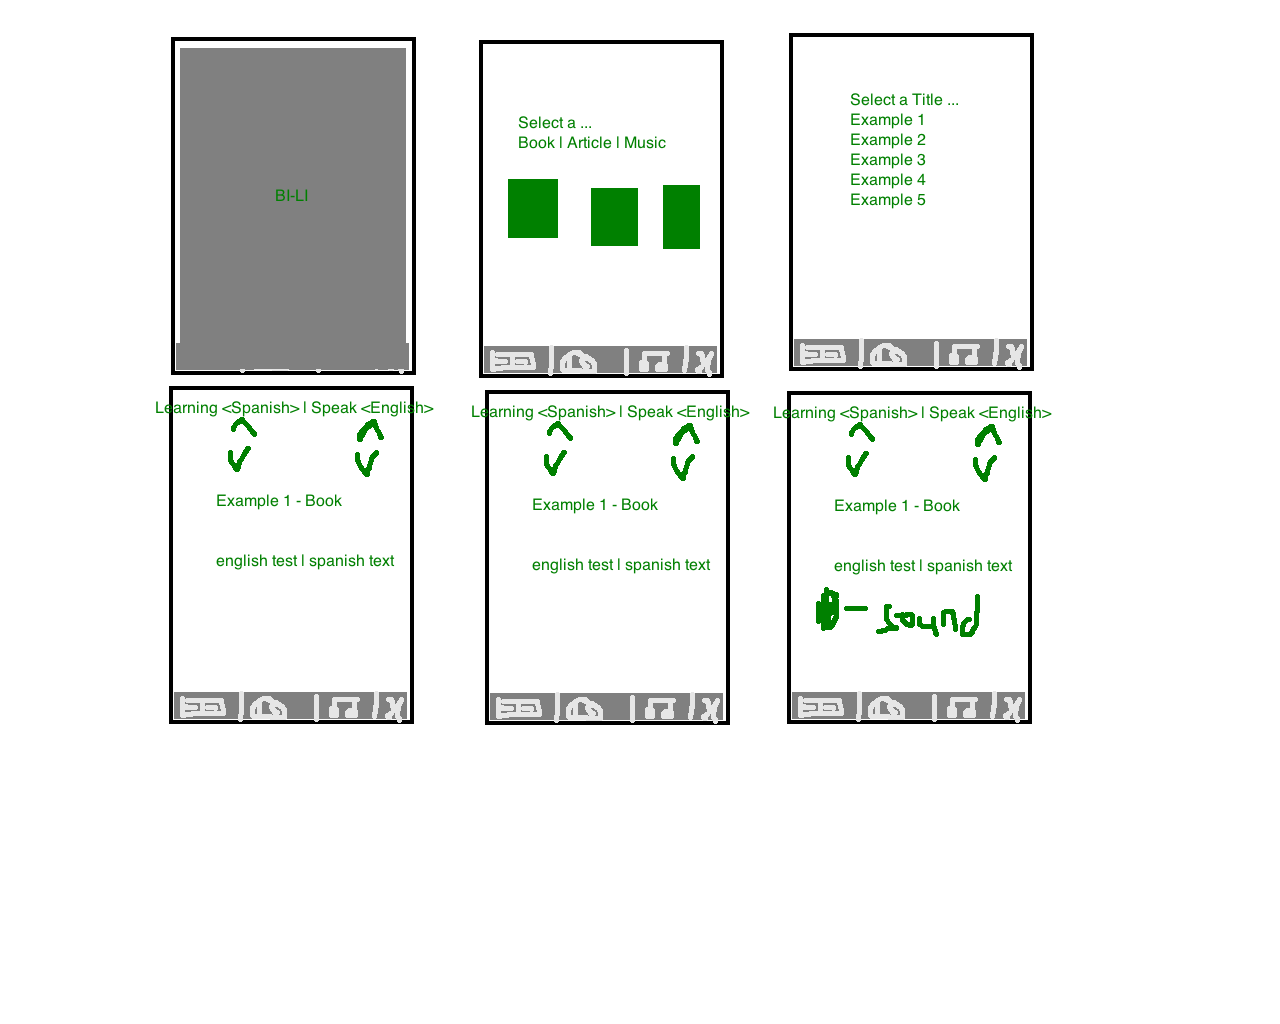 BI-LI
Select a ...
Book | Article | Music
Select a Title ...
Example 1
Example 2
Example 3
Example 4
Example 5
Learning <Spanish> | Speak <English>
Example 1 - Book
english test | spanish text
Learning <Spanish> | Speak <English>
Example 1 - Book
english test | spanish text
Learning <Spanish> | Speak <English>
Example 1 - Book
english test | spanish text
- sound